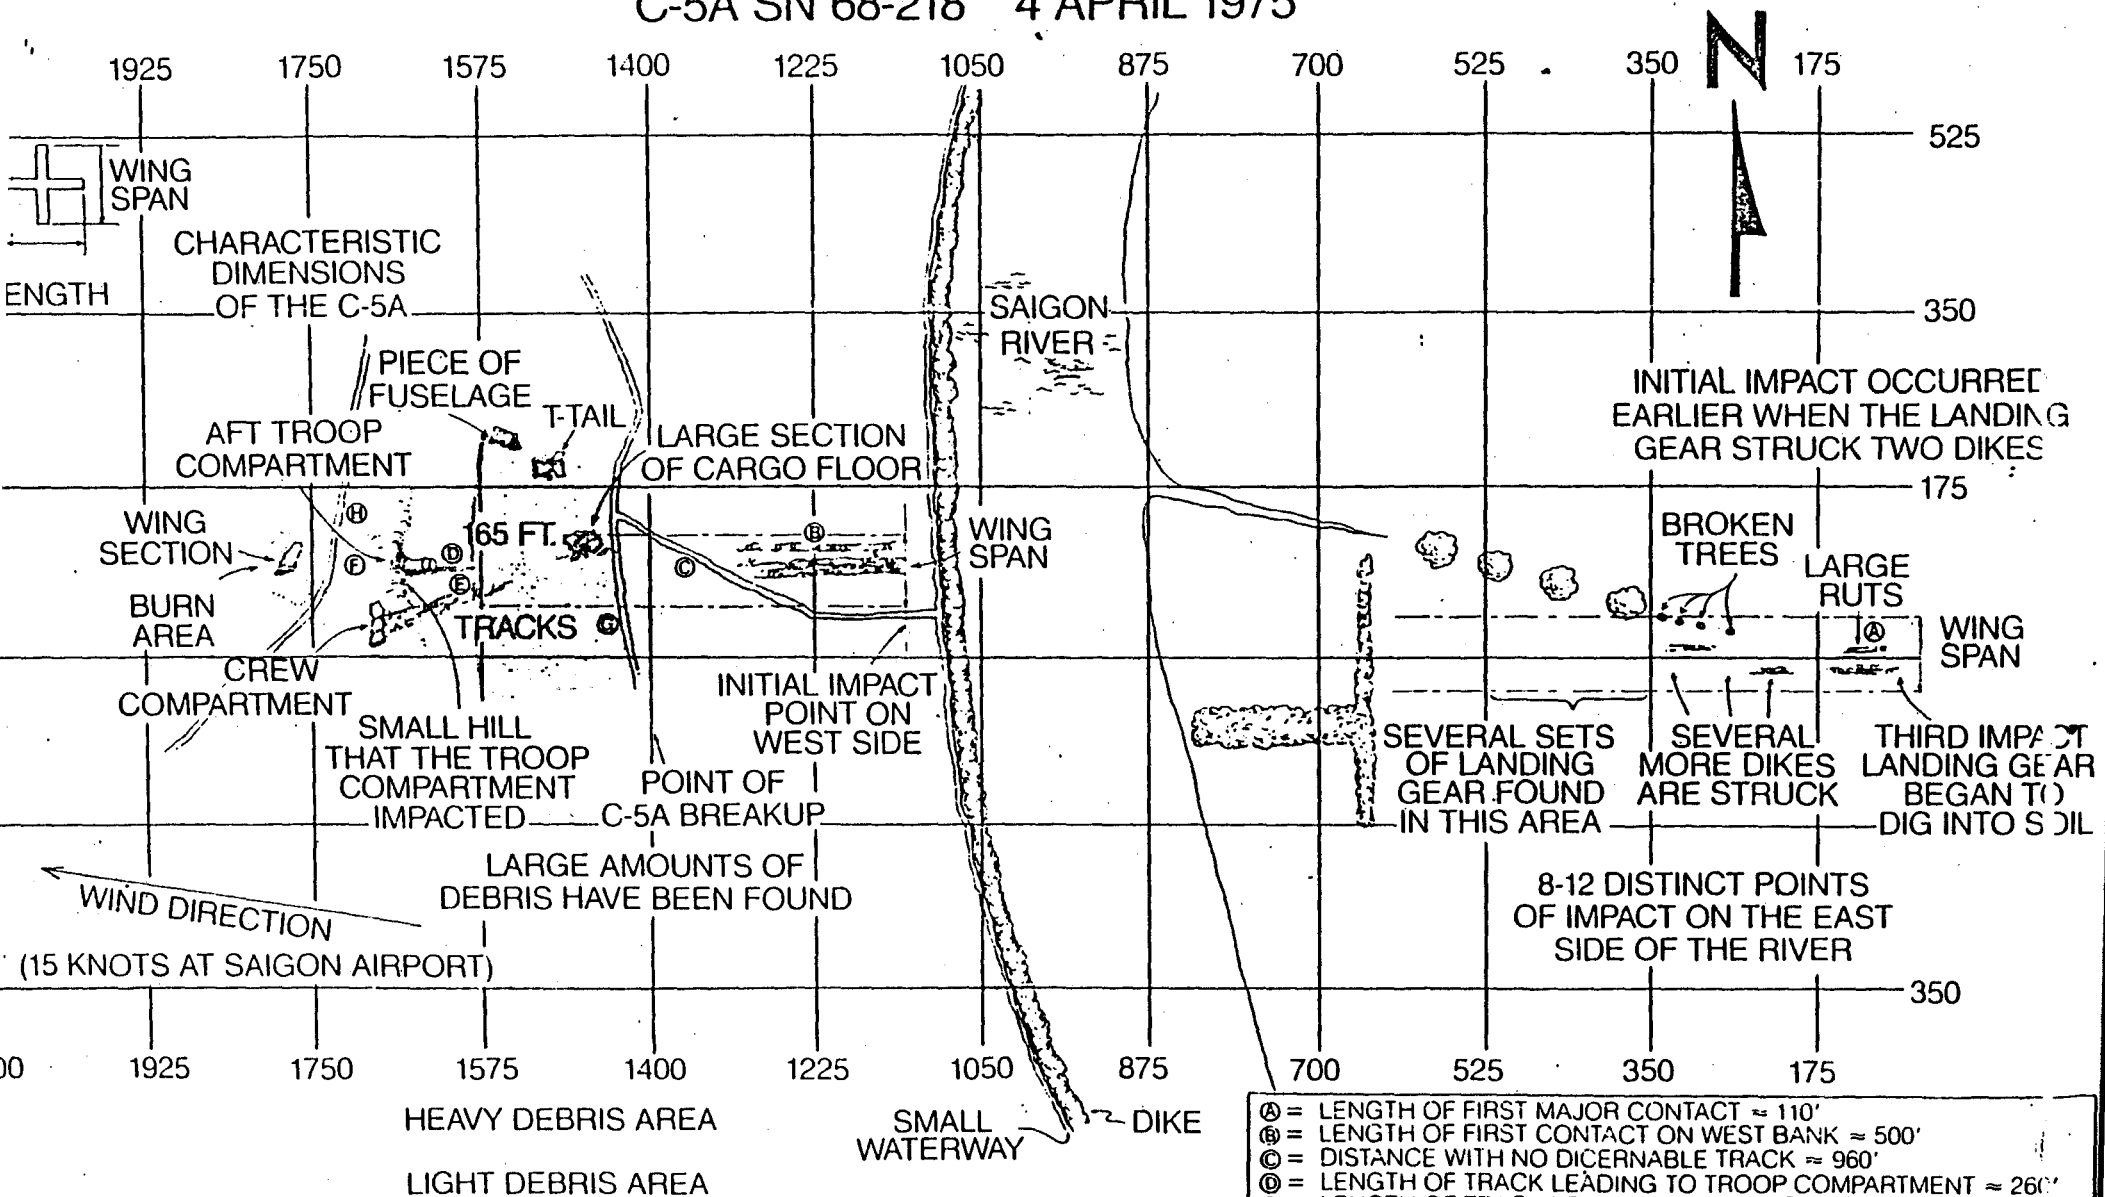 C-5A SN 68-218 4 APRIL 1975
1925 1750 1575 1400 1225 1050 875 700 525 350 N 175
525
WING
SPAN
CHARACTERISTIC
DIMENSIONS
OF THE C-5A
ENGTH
350
SAIGON
RIVER
PIECE OF
FUSELAGE
T-TAIL
AFT TROOP
COMPARTMENT
LARGE SECTION
OF CARGO FLOOR
INITIAL IMPACT OCCURRED
EARLIER WHEN THE LANDING
GEAR STRUCK TWO DIKES
175
WING
SECTION
H
F
D
E
165 FT.
B
C
WING
SPAN
BROKEN
TREES
LARGE
RUTS
A
WING
SPAN
BURN
AREA
TRACKS G
CREW
COMPARTMENT
SMALL HILL
THAT THE TROOP
COMPARTMENT
IMPACTED
POINT OF
C-5A BREAKUP
INITIAL IMPACT
POINT ON
WEST SIDE
SEVERAL SETS
OF LANDING
GEAR FOUND
IN THIS AREA
SEVERAL
MORE DIKES
ARE STRUCK
THIRD IMPACT
LANDING GEAR
BEGAN TO
DIG INTO SOIL
LARGE AMOUNTS OF
DEBRIS HAVE BEEN FOUND
8-12 DISTINCT POINTS
OF IMPACT ON THE EAST
SIDE OF THE RIVER
WIND DIRECTION
(15 KNOTS AT SAIGON AIRPORT)
350
00 1925 1750 1575 1400 1225 1050 875 700 525 350 175
HEAVY DEBRIS AREA
LIGHT DEBRIS AREA
SMALL
WATERWAY
DIKE
Ⓐ = LENGTH OF FIRST MAJOR CONTACT ≈ 110'
Ⓑ = LENGTH OF FIRST CONTACT ON WEST BANK ≈ 500'
Ⓒ = DISTANCE WITH NO DICERNABLE TRACK ≈ 960'
Ⓓ = LENGTH OF TRACK LEADING TO TROOP COMPARTMENT ≈ 260'